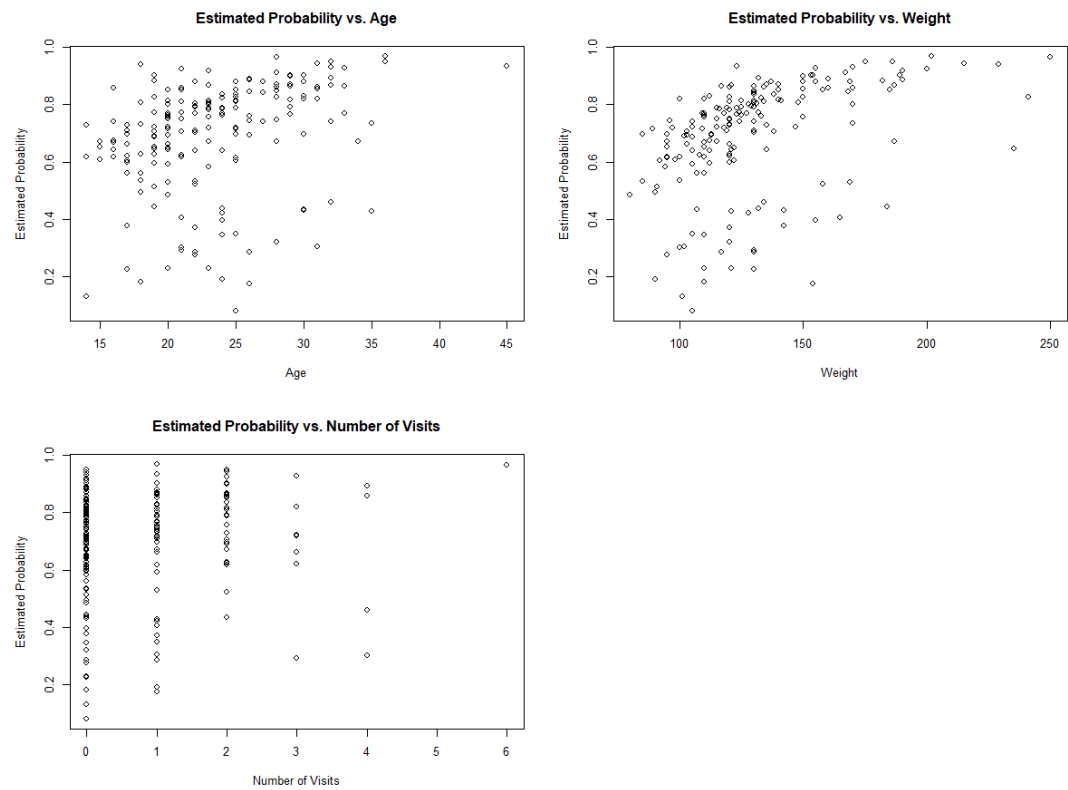 Estimated Probability vs. Age
Estimated Probability
1.0
0.8
0.6
0.4
0.2
15 20 25 30 35 40 45
Age
Estimated Probability vs. Weight
Estimated Probability
1.0
0.8
0.6
0.4
0.2
100 150 200 250
Weight
Estimated Probability vs. Number of Visits
Estimated Probability
1.0
0.8
0.6
0.4
0.2
0 1 2 3 4 5 6
Number of Visits